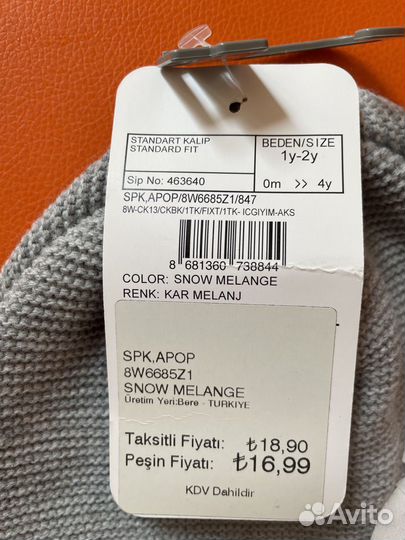 STANDART KALIP
STANDARD FIT
BEDEN/SIZE
1y-2y
Sip No: 463640
0m >> 4y
SPK,APOP/8W6685Z1/847
8W-CK13/CKBK/1TK/FIXT/1TK- ICGIYIM-AKS
8 681360 738844
COLOR: SNOW MELANGE
RENK: KAR MELANJ
SPK,APOP
8W6685Z1
SNOW MELANGE
Üretim Yeri:Bere - TURKIYE
Taksitli Fiyatı: ₺18,90
Peşin Fiyatı: ₺16,99
KDV Dahildir
Avito